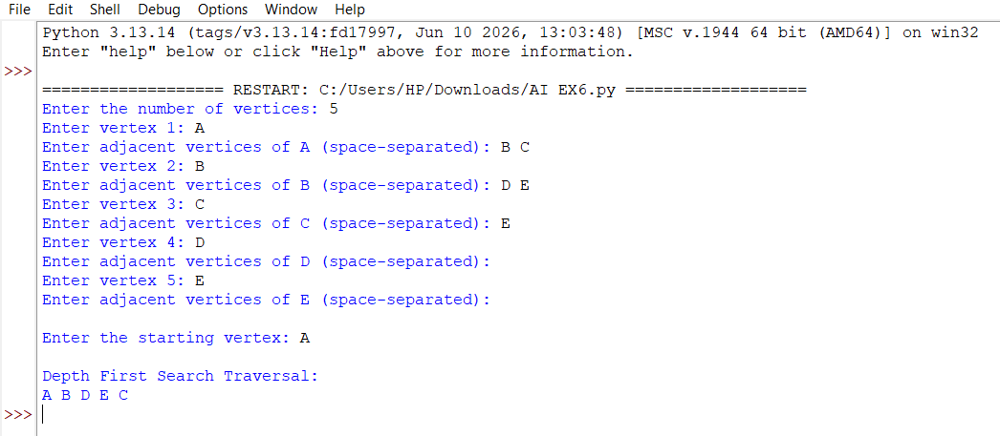 File Edit Shell Debug Options Window Help
Python 3.13.14 (tags/v3.13.14:fd17997, Jun 10 2026, 13:03:48) [MSC v.1944 64 bit (AMD64)] on win32
Enter "help" below or click "Help" above for more information.
>>>
=================== RESTART: C:/Users/HP/Downloads/AI EX6.py ===================
Enter the number of vertices: 5
Enter vertex 1: A
Enter adjacent vertices of A (space-separated): B C
Enter vertex 2: B
Enter adjacent vertices of B (space-separated): D E
Enter vertex 3: C
Enter adjacent vertices of C (space-separated): E
Enter vertex 4: D
Enter adjacent vertices of D (space-separated):
Enter vertex 5: E
Enter adjacent vertices of E (space-separated):
Enter the starting vertex: A
Depth First Search Traversal:
A B D E C
>>>